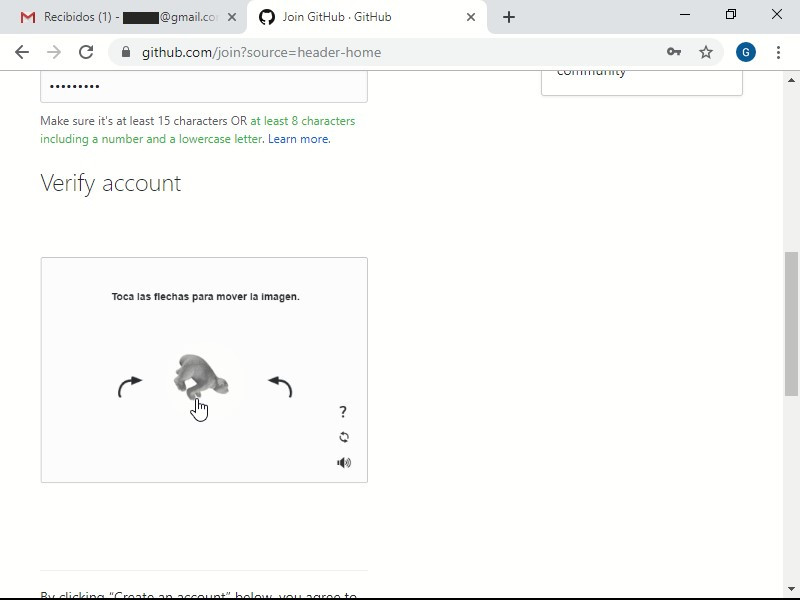 Recibidos (1) - @gmail.co
Join GitHub · GitHub
github.com/join?source=header-home
G
community
•••••••••
Make sure it's at least 15 characters OR at least 8 characters
including a number and a lowercase letter. Learn more.
Verify account
Toca las flechas para mover la imagen.
?
By clicking “Create an account” below, you agree to